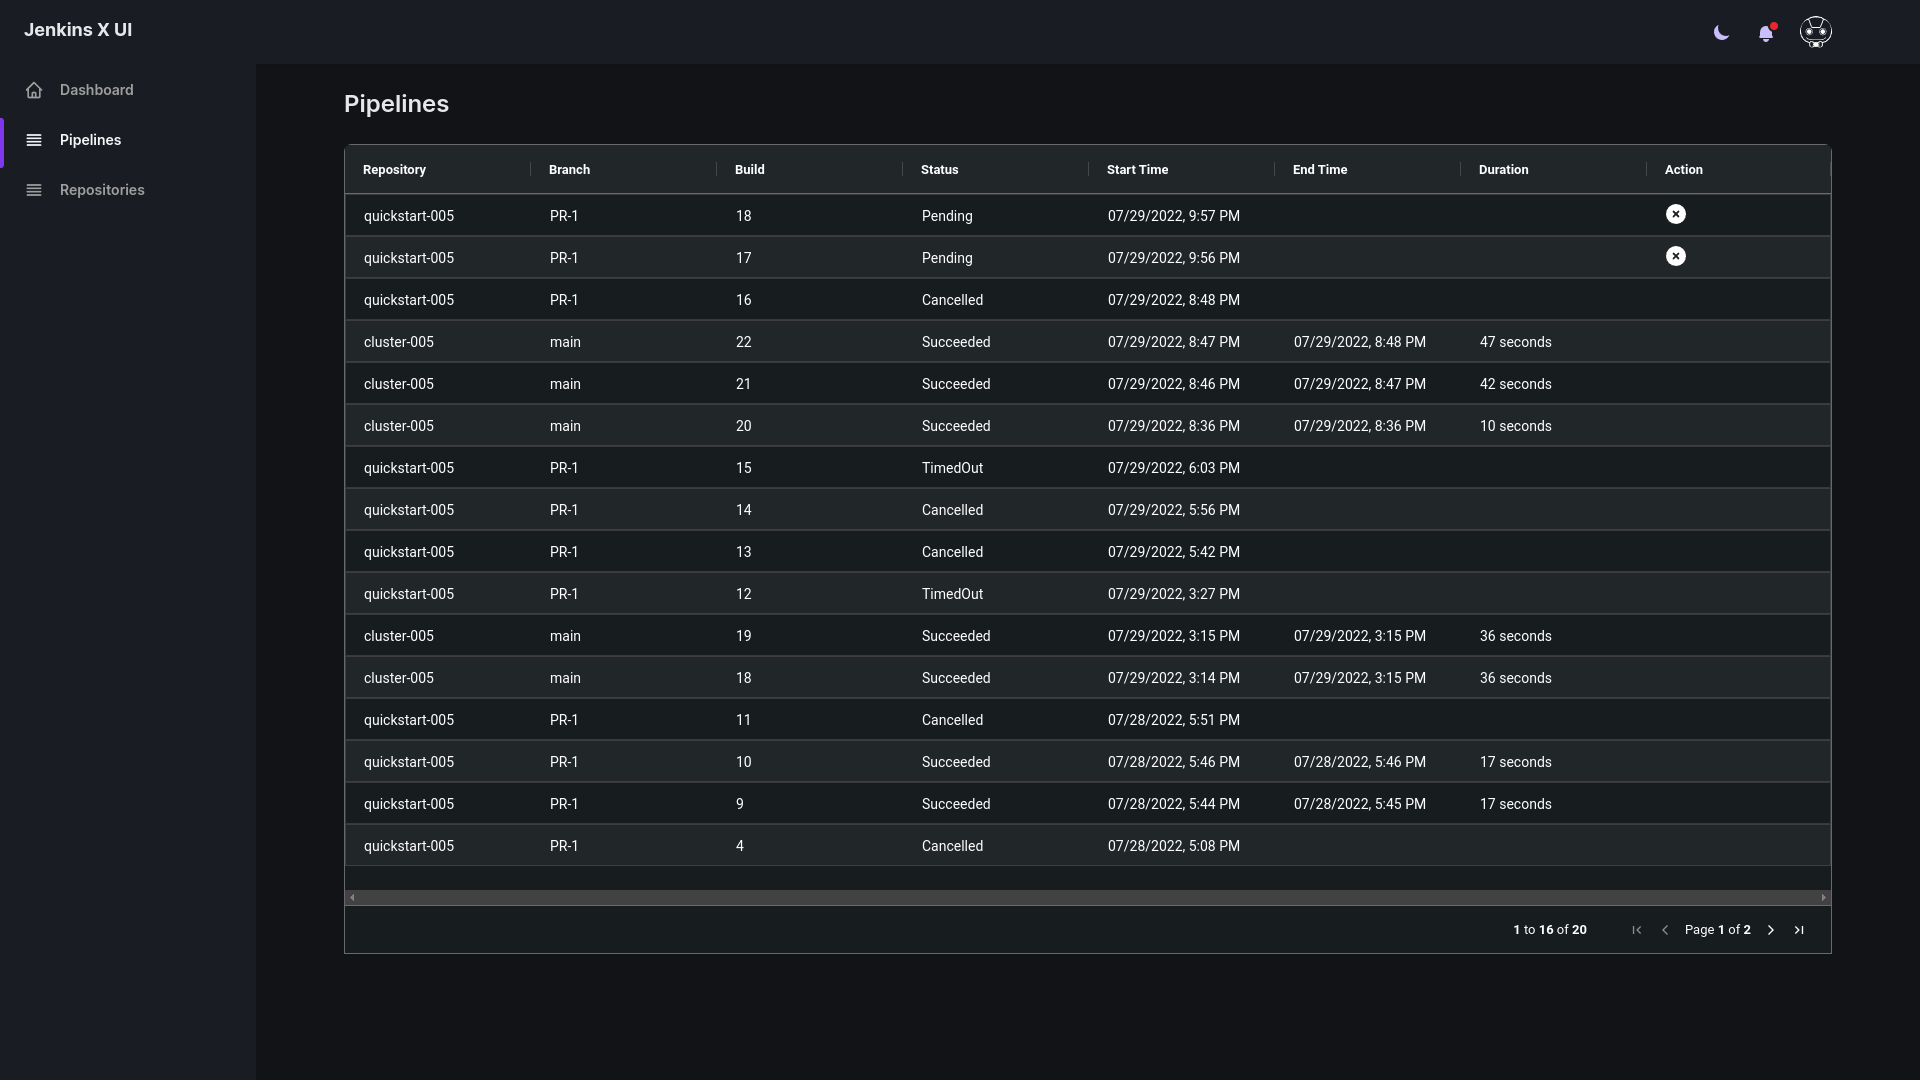 Jenkins X UI
Dashboard
Pipelines
Repositories
Pipelines
Repository Branch Build Status Start Time End Time Duration Action
quickstart-005 PR-1 18 Pending 07/29/2022, 9:57 PM
quickstart-005 PR-1 17 Pending 07/29/2022, 9:56 PM
quickstart-005 PR-1 16 Cancelled 07/29/2022, 8:48 PM
cluster-005 main 22 Succeeded 07/29/2022, 8:47 PM 07/29/2022, 8:48 PM 47 seconds
cluster-005 main 21 Succeeded 07/29/2022, 8:46 PM 07/29/2022, 8:47 PM 42 seconds
cluster-005 main 20 Succeeded 07/29/2022, 8:36 PM 07/29/2022, 8:36 PM 10 seconds
quickstart-005 PR-1 15 TimedOut 07/29/2022, 6:03 PM
quickstart-005 PR-1 14 Cancelled 07/29/2022, 5:56 PM
quickstart-005 PR-1 13 Cancelled 07/29/2022, 5:42 PM
quickstart-005 PR-1 12 TimedOut 07/29/2022, 3:27 PM
cluster-005 main 19 Succeeded 07/29/2022, 3:15 PM 07/29/2022, 3:15 PM 36 seconds
cluster-005 main 18 Succeeded 07/29/2022, 3:14 PM 07/29/2022, 3:15 PM 36 seconds
quickstart-005 PR-1 11 Cancelled 07/28/2022, 5:51 PM
quickstart-005 PR-1 10 Succeeded 07/28/2022, 5:46 PM 07/28/2022, 5:46 PM 17 seconds
quickstart-005 PR-1 9 Succeeded 07/28/2022, 5:44 PM 07/28/2022, 5:45 PM 17 seconds
quickstart-005 PR-1 4 Cancelled 07/28/2022, 5:08 PM
1 to 16 of 20 Page 1 of 2